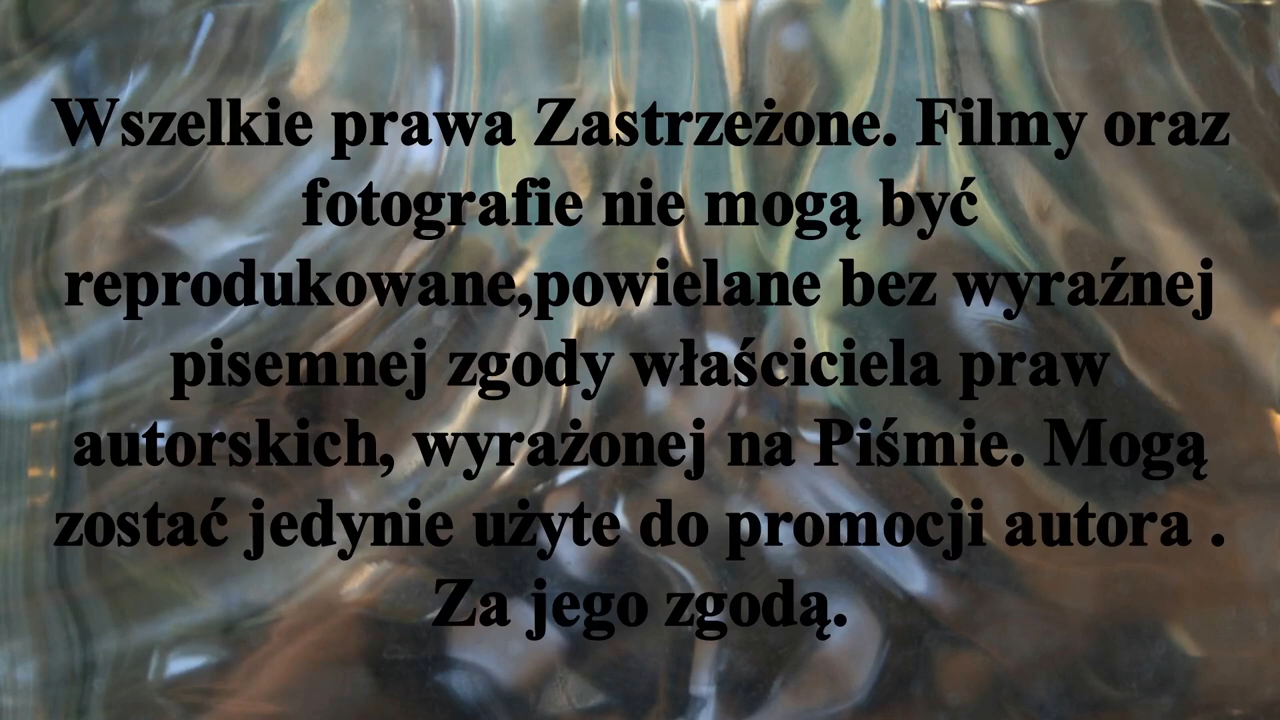 Wszelkie prawa Zastrzeżone. Filmy oraz
fotografie nie mogą być
reprodukowane,powielane bez wyraźnej
pisemnej zgody właściciela praw
autorskich, wyrażonej na Piśmie. Mogą
zostać jedynie użyte do promocji autora .
Za jego zgodą.